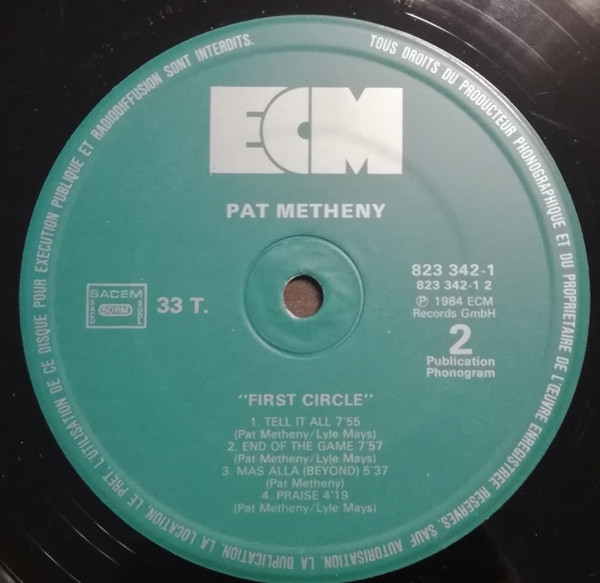 TOUS DROITS DU PRODUCTEUR PHONOGRAPHIQUE ET DU PROPRIETAIRE DE L'ŒUVRE ENREGISTREE RESERVES. SAUF AUTORISATION, LA DUPLICATION, LA LOCATION, LE PRET, L'UTILISATION DE CE DISQUE POUR EXECUTION PUBLIQUE ET RADIODIFFUSION SONT INTERDITS.
ECM
PAT METHENY
823 342-1
823 342-1 2
℗ 1984 ECM
Records GmbH
2
Publication
Phonogram
SACEM
SACD
SDRM
SGDL
33 T.
"FIRST CIRCLE"
1. TELL IT ALL 7'55
(Pat Metheny/Lyle Mays)
2. END OF THE GAME 7'57
(Pat Metheny/Lyle Mays)
3. MAS ALLA (BEYOND) 5'37
(Pat Metheny)
4. PRAISE 4'19
(Pat Metheny/Lyle Mays)